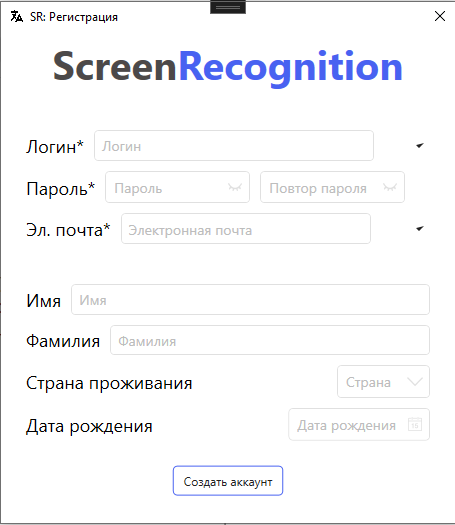 SR: Регистрация
ScreenRecognition
Логин* Логин
Пароль* Пароль Повтор пароля
Эл. почта* Электронная почта
Имя Имя
Фамилия Фамилия
Страна проживания Страна
Дата рождения Дата рождения
Создать аккаунт